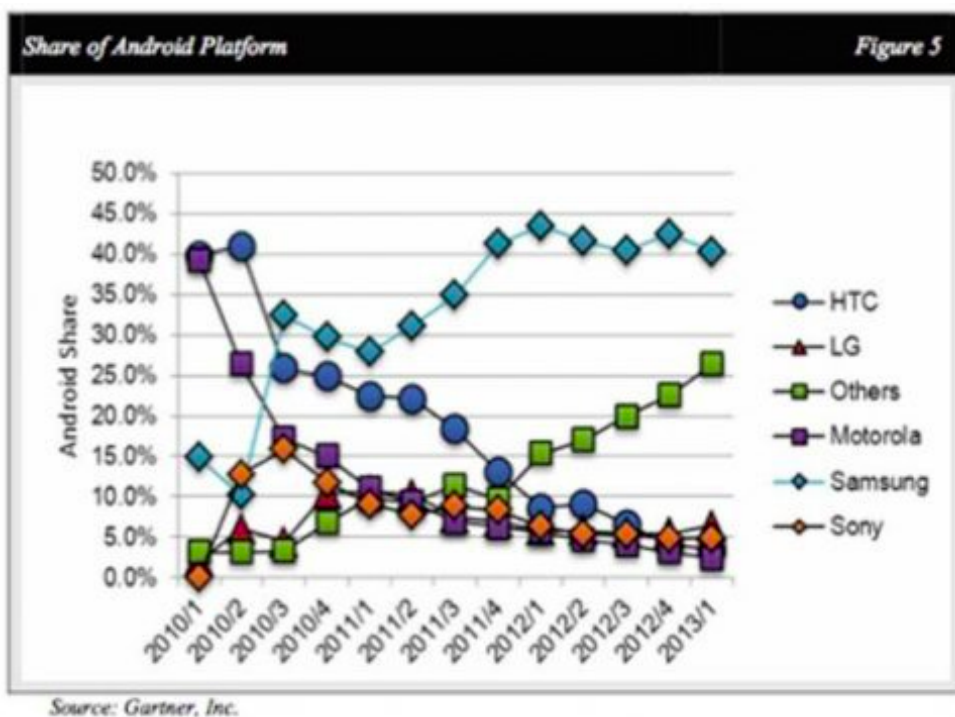 Share of Android Platform Figure 5
50.0%
45.0%
40.0%
35.0%
30.0%
25.0%
20.0%
15.0%
10.0%
5.0%
0.0%
Android Share
2010/1
2010/2
2010/3
2010/4
2011/1
2011/2
2011/3
2011/4
2012/1
2012/2
2012/3
2012/4
2013/1
HTC
LG
Others
Motorola
Samsung
Sony
Source: Gartner, Inc.